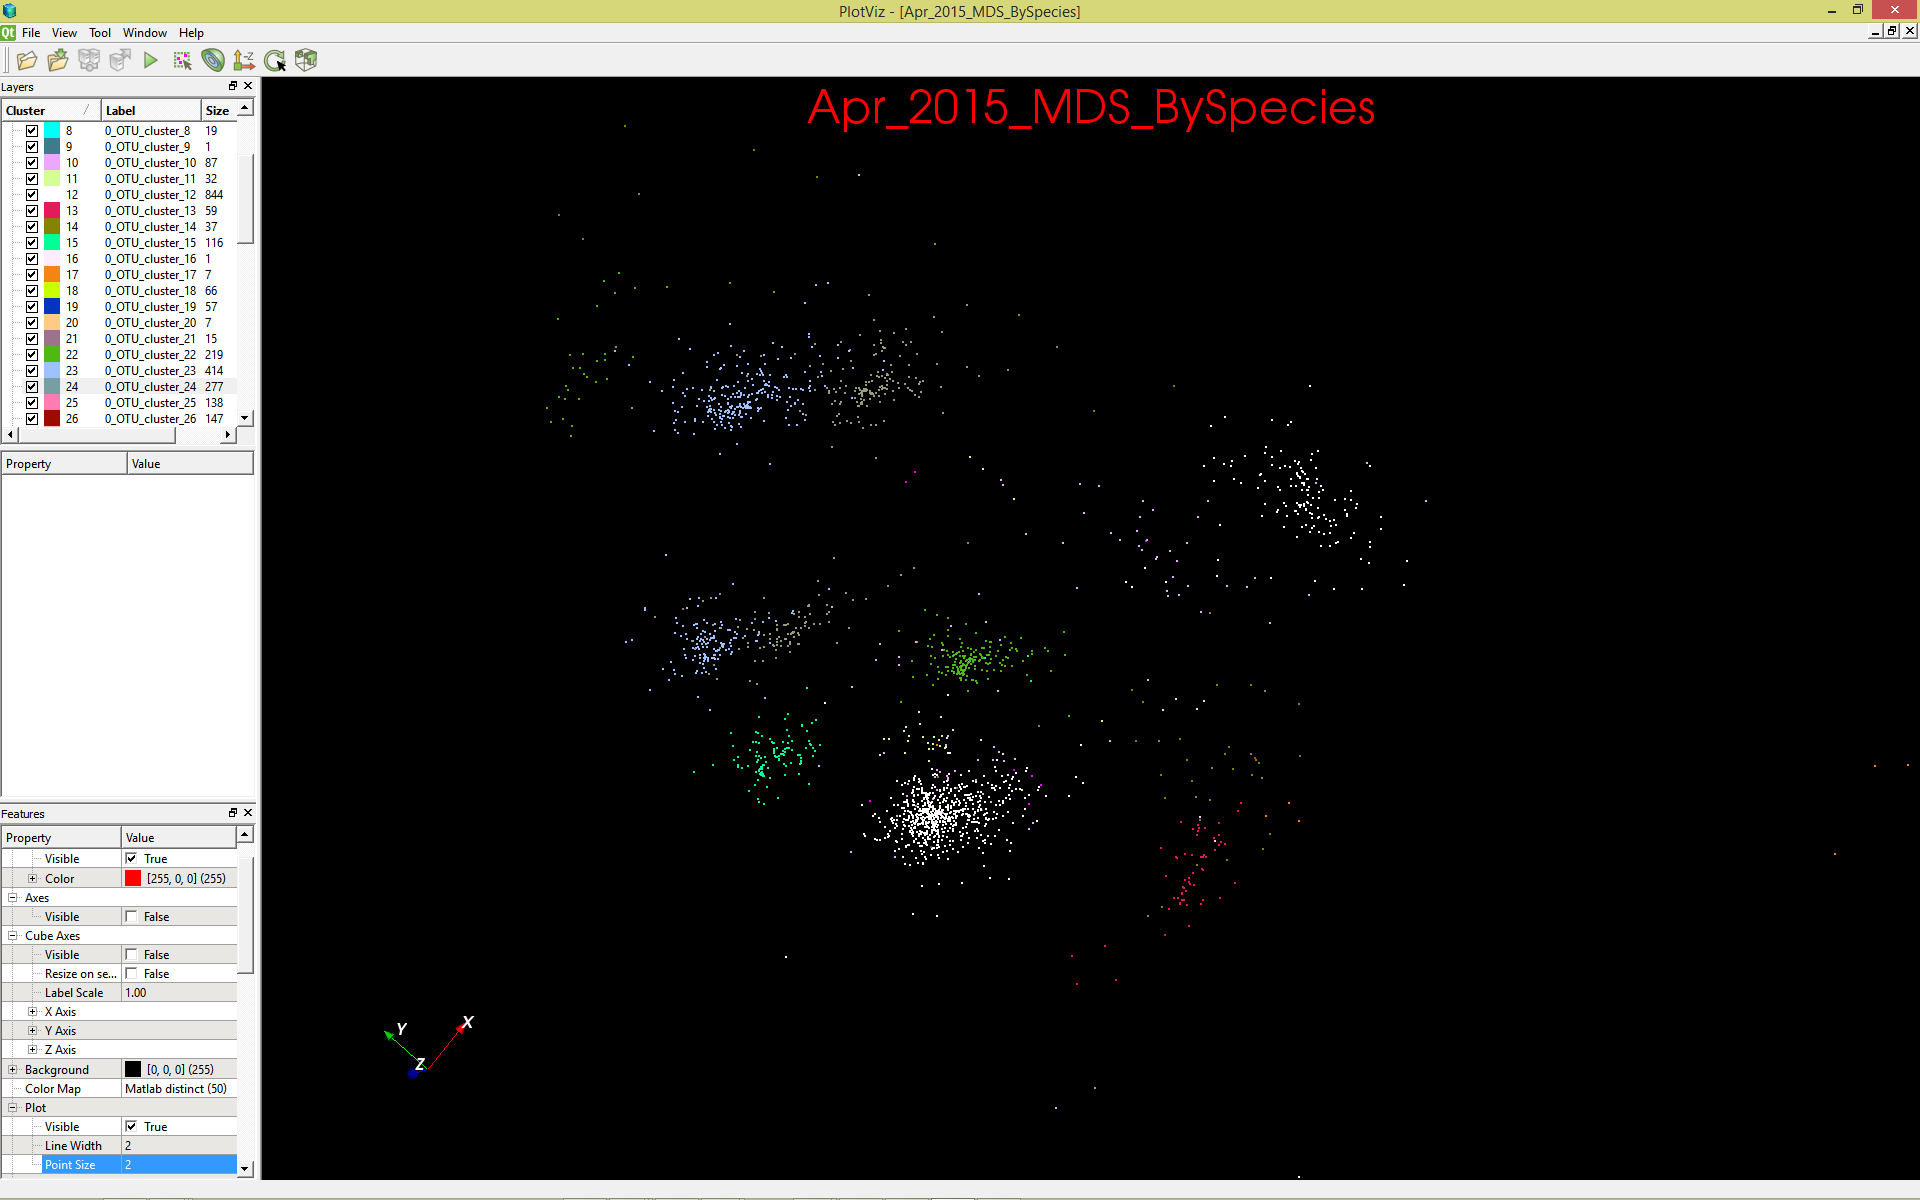 PlotViz - [Apr_2015_MDS_BySpecies]
Qt File View Tool Window Help
Layers
Cluster Label Size
8 0_OTU_cluster_8 19
9 0_OTU_cluster_9 1
10 0_OTU_cluster_10 87
11 0_OTU_cluster_11 32
12 0_OTU_cluster_12 844
13 0_OTU_cluster_13 59
14 0_OTU_cluster_14 37
15 0_OTU_cluster_15 116
16 0_OTU_cluster_16 1
17 0_OTU_cluster_17 7
18 0_OTU_cluster_18 66
19 0_OTU_cluster_19 57
20 0_OTU_cluster_20 7
21 0_OTU_cluster_21 15
22 0_OTU_cluster_22 219
23 0_OTU_cluster_23 414
24 0_OTU_cluster_24 277
25 0_OTU_cluster_25 138
26 0_OTU_cluster_26 147
Property Value
Features
Property Value
Visible True
Color [255, 0, 0] (255)
Axes
Visible False
Cube Axes
Visible False
Resize on se... False
Label Scale 1.00
X Axis
Y Axis
Z Axis
Background [0, 0, 0] (255)
Color Map Matlab distinct (50)
Plot
Visible True
Line Width 2
Point Size 2
Apr_2015_MDS_BySpecies
Y
X
Z